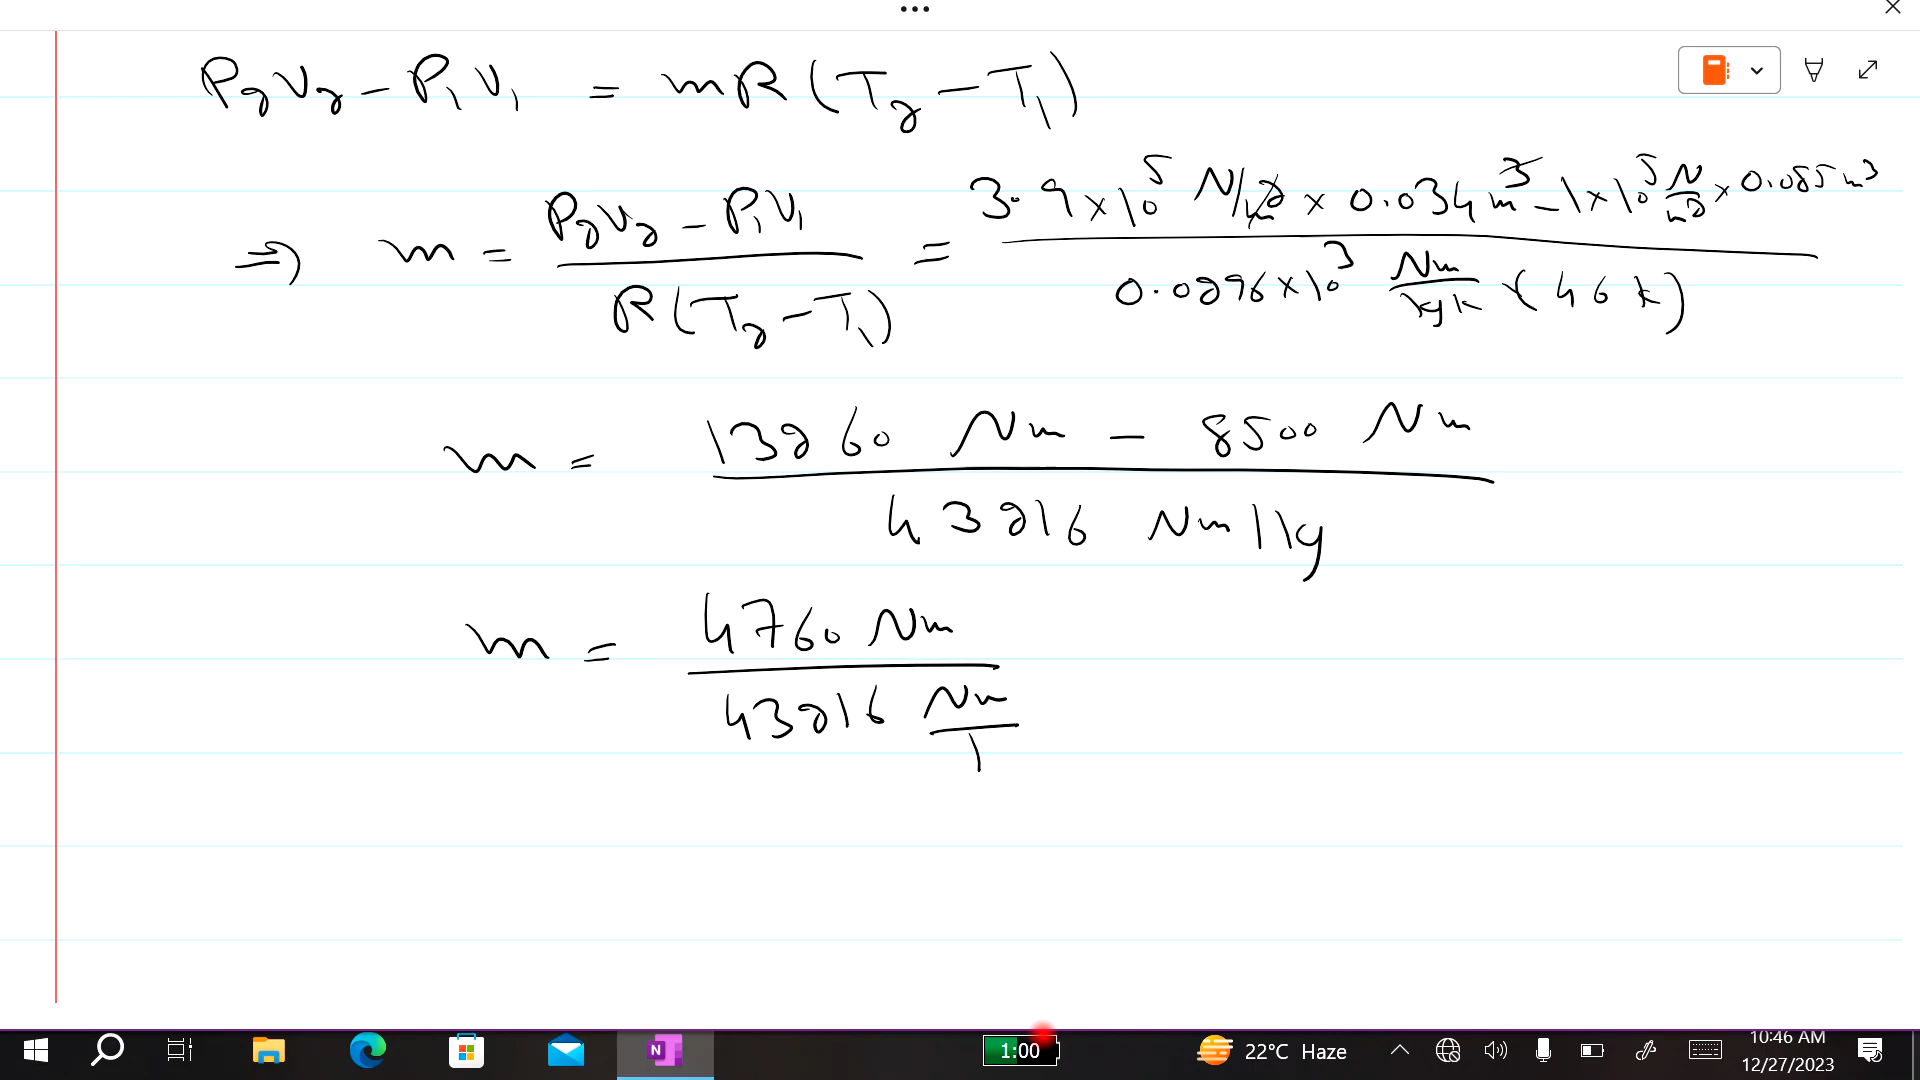 •••
P₂V₂ - P₁V₁ = mR (T₂ - T₁)
⇒ m = (P₂V₂ - P₁V₁) / (R(T₂ - T₁)) = (3.9 × 10⁵ N/m² × 0.034 m³ - 1 × 10⁵ N/m² × 0.085 m³) / (0.0296 × 10³ Nm/kgk × (46 k))
m = (13260 Nm - 8500 Nm) / (43216 Nm/kg)
m = 4760 Nm / 43216 Nm/1
N 1:00 22°C Haze 10:46 AM
12/27/2023